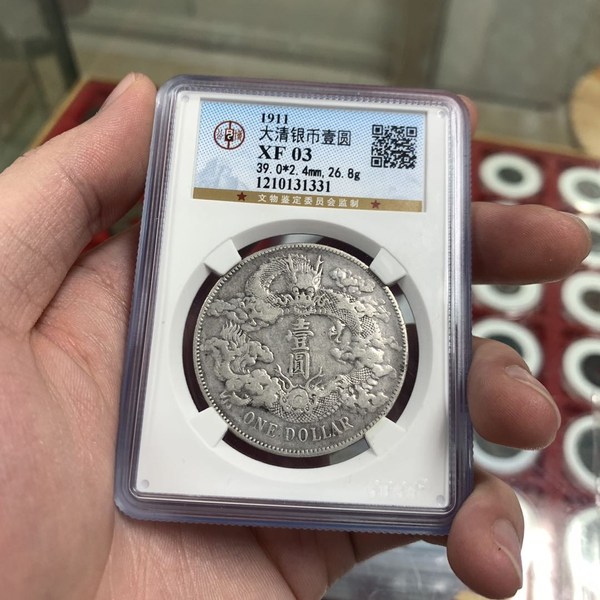 1911
大清银币壹圆
XF 03
39.0*2.4mm,26.8g
1210131331
文物鉴定委员会监制
壹
圓
ONE DOLLAR